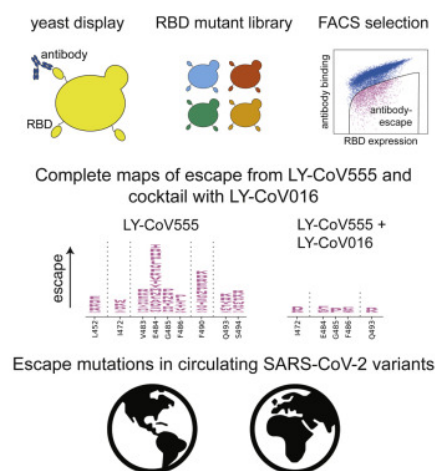 yeast display
RBD mutant library
FACS selection
antibody
RBD
antibody binding
antibody-
escape
RBD expression
Complete maps of escape from LY-CoV555 and
cocktail with LY-CoV016
LY-CoV555
LY-CoV555 +
LY-CoV016
escape
L452
I472
V483
E484
G485
F486
F490
Q493
S494
I472
E484
G485
F486
Q493
Escape mutations in circulating SARS-CoV-2 variants